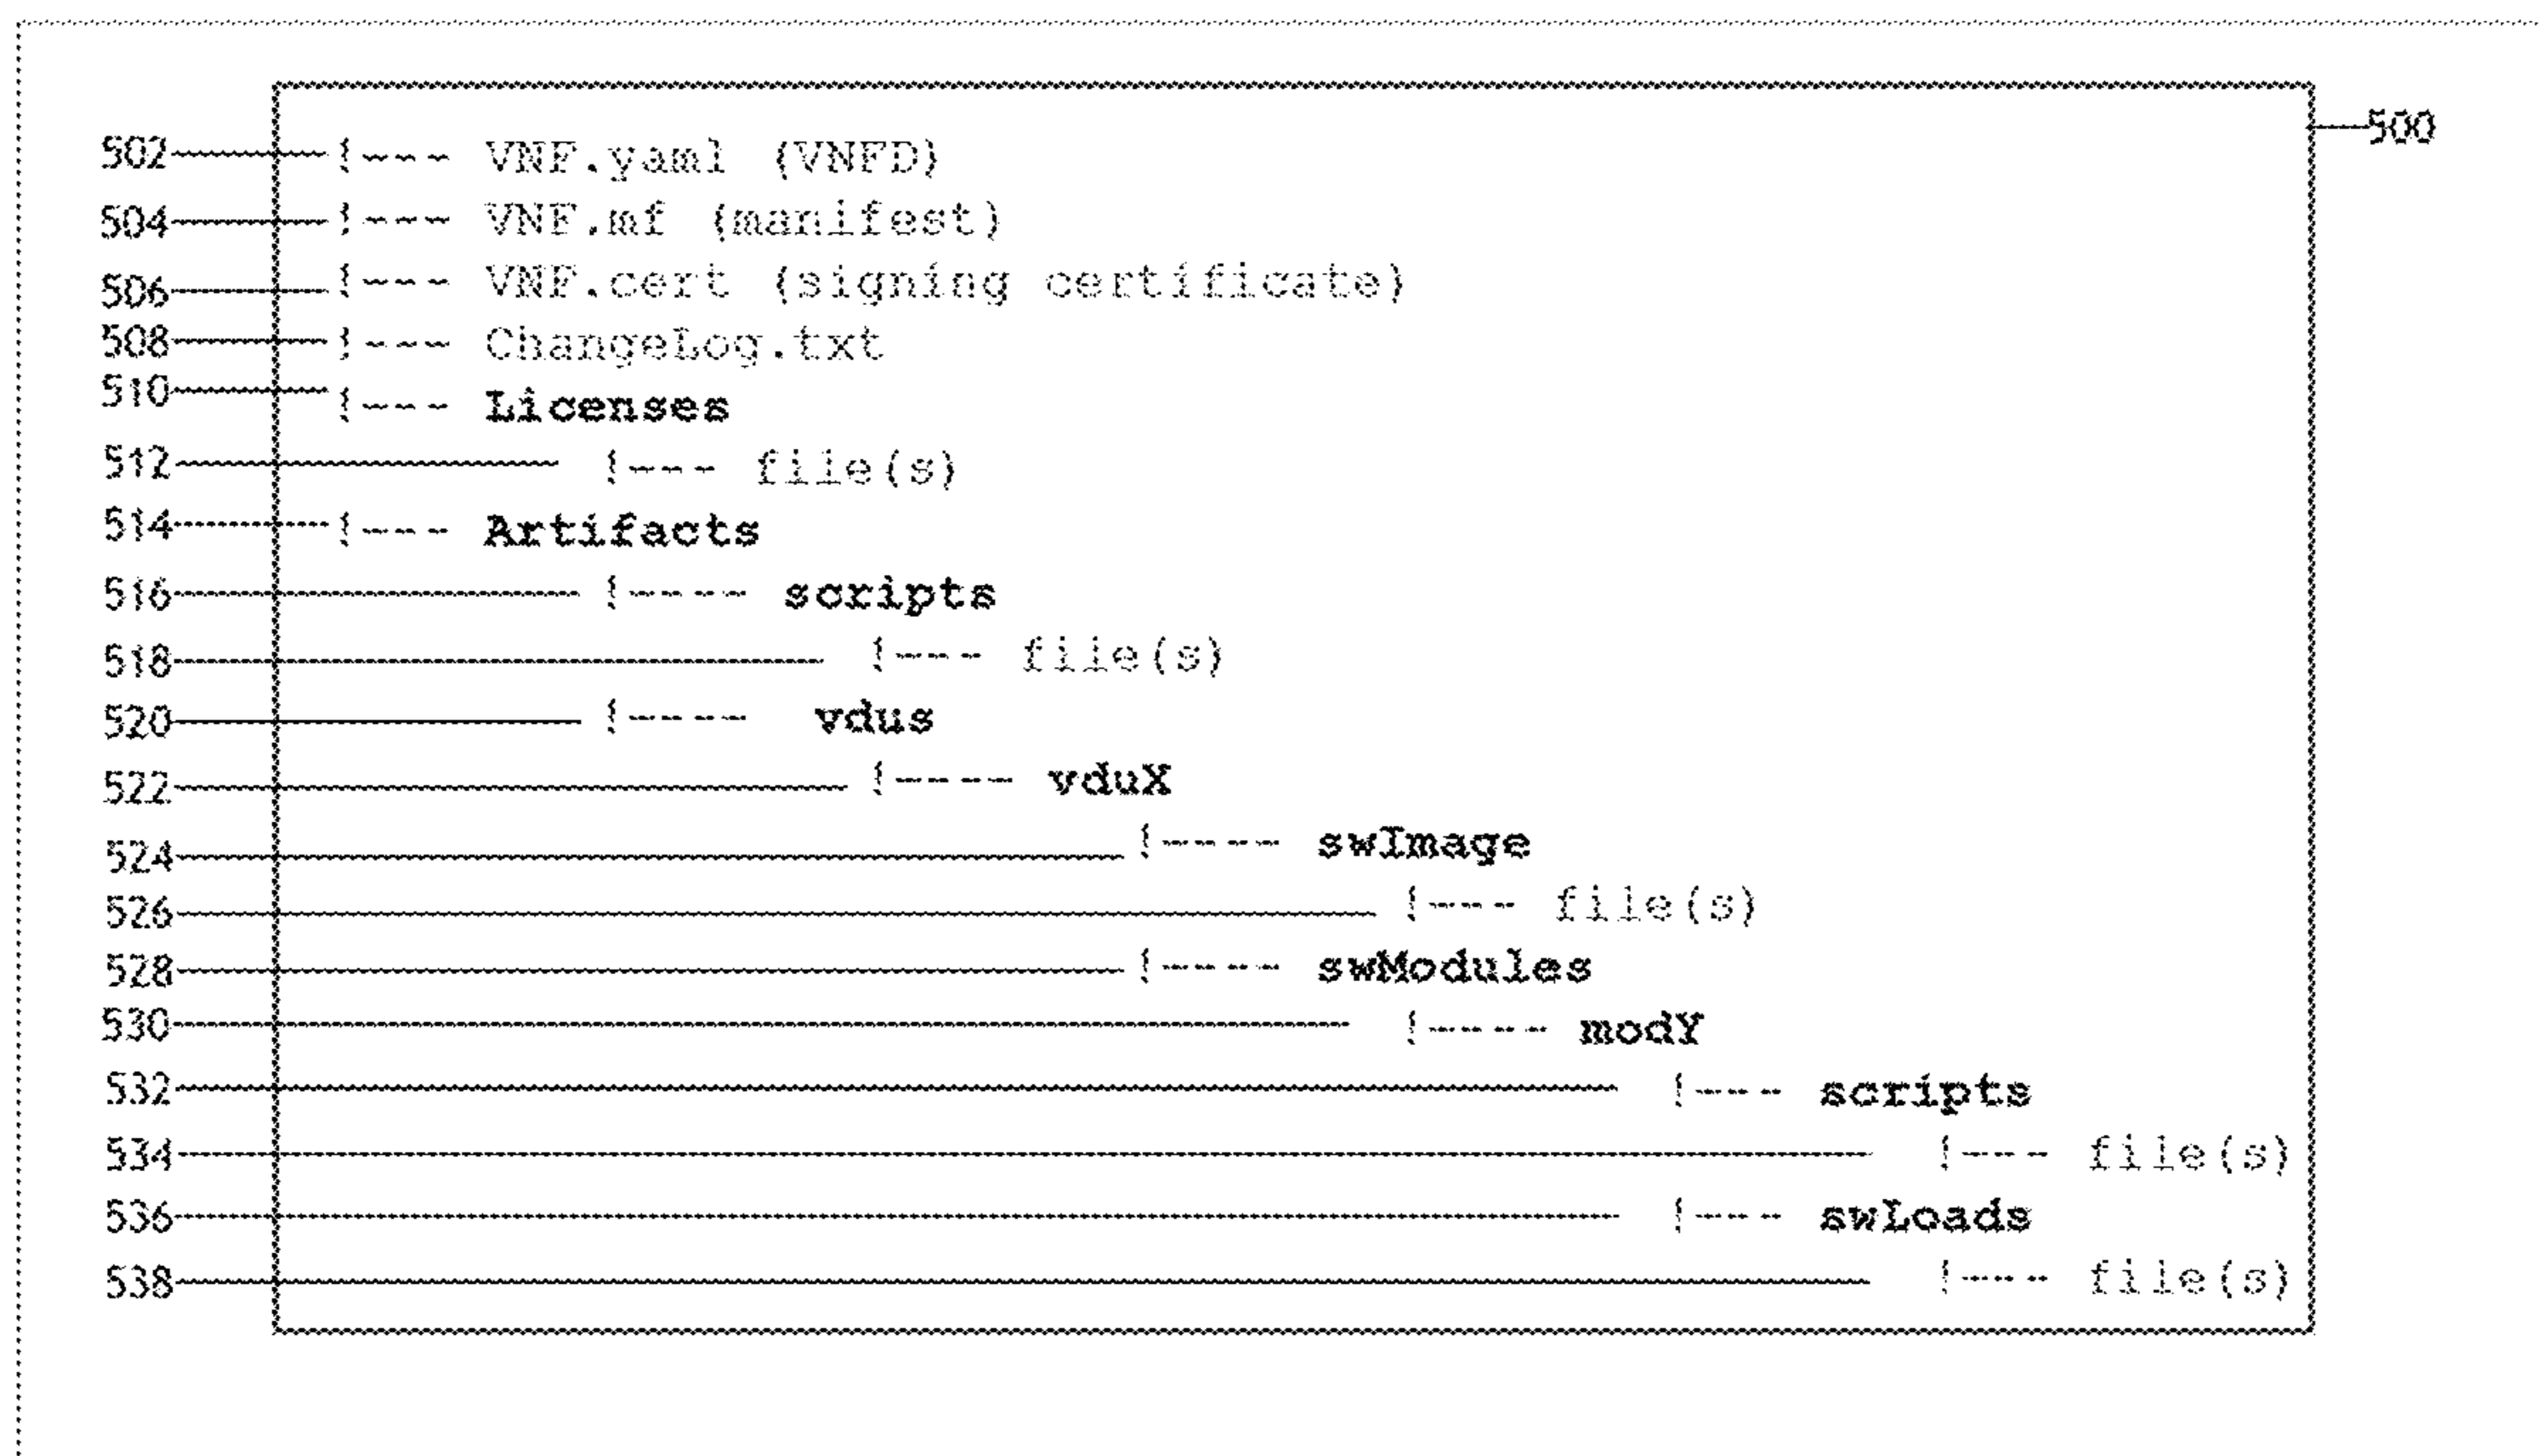 500
502 |--- VNF.yaml (VNFD)
504 |--- VNF.mf (manifest)
506 |--- VNF.cert (signing certificate)
508 |--- ChangeLog.txt
510 |--- Licenses
512 |--- file(s)
514 |--- Artifacts
516 |---- scripts
518 |--- file(s)
520 |---- vdus
522 |---- vduX
524 |---- swImage
526 |--- file(s)
528 |---- swModules
530 |---- modY
532 |--- scripts
534 |--- file(s)
536 |--- swLoads
538 |--- file(s)